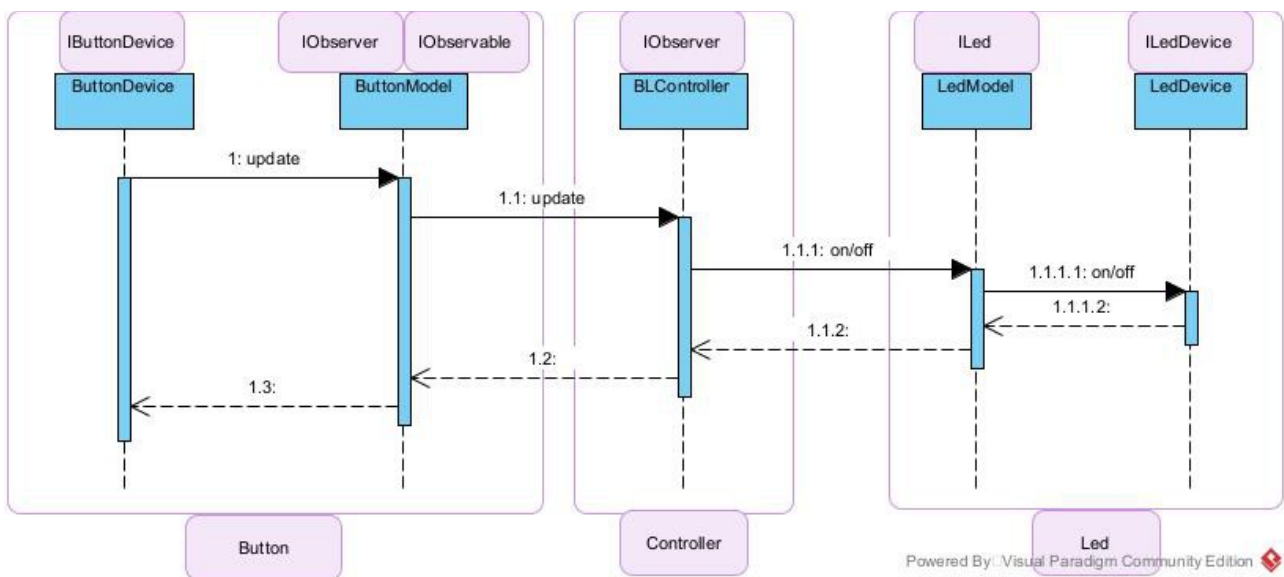 IButtonDevice
IObserver
IObservable
IObserver
ILed
ILedDevice
ButtonDevice
ButtonModel
BLController
LedModel
LedDevice
1: update
1.1: update
1.1.1: on/off
1.1.1.1: on/off
1.1.1.2:
1.1.2:
1.2:
1.3:
Button
Controller
Led
Powered By Visual Paradigm Community Edition